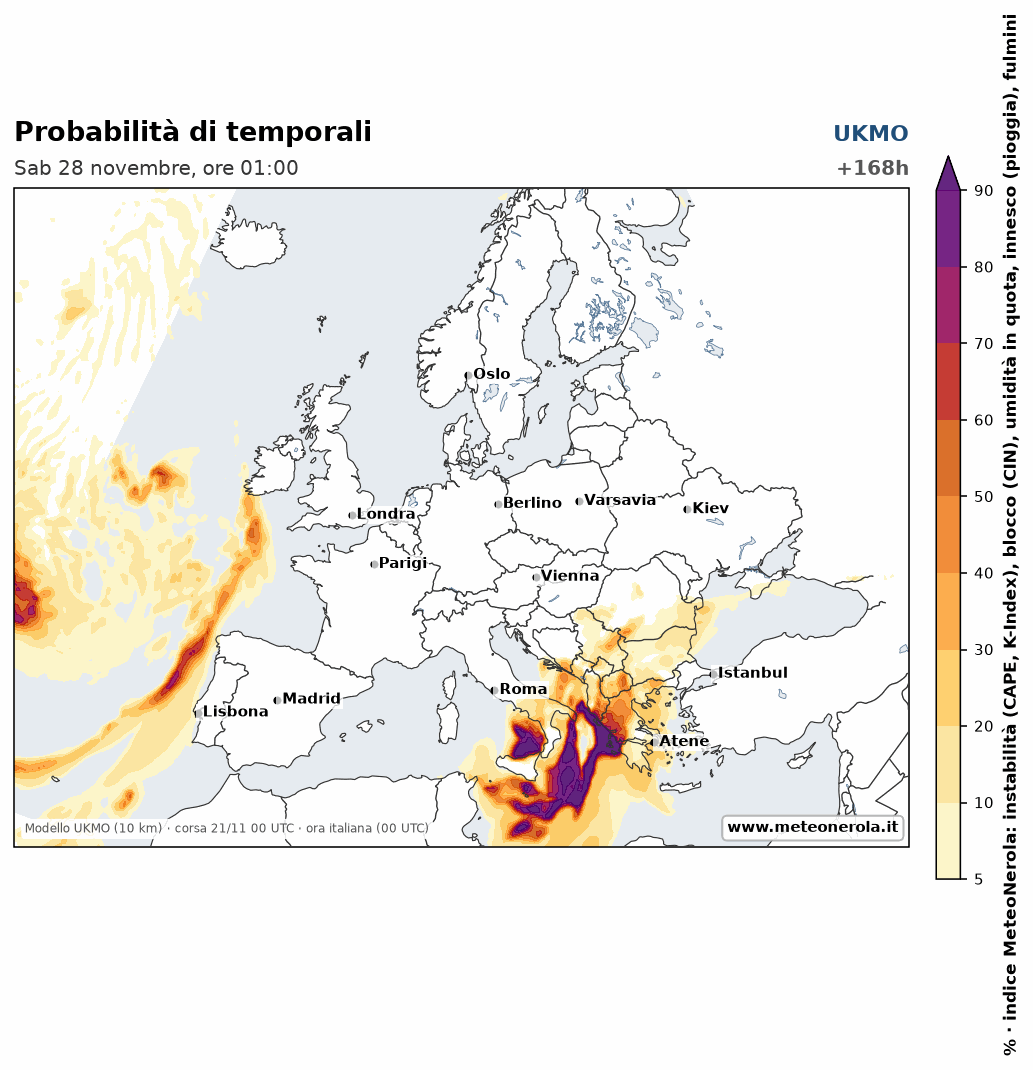 Probabilità di temporali
UKMO
Sab 28 novembre, ore 01:00
+168h
Oslo
Londra
Berlino
Varsavia
Kiev
Parigi
Vienna
Roma
Istanbul
Madrid
Lisbona
Atene
Modello UKMO (10 km) · corsa 21/11 00 UTC · ora italiana (00 UTC)
www.meteonerola.it
90
80
70
60
50
40
30
20
10
5
% · indice MeteoNerola: instabilità (CAPE, K-Index), blocco (CIN), umidità in quota, innesco (pioggia), fulmini